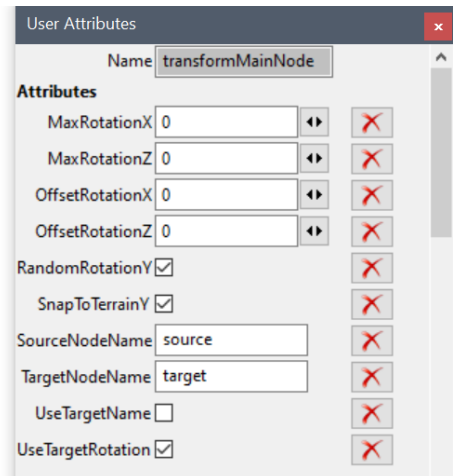 User Attributes
Name transformMainNode
Attributes
MaxRotationX 0
MaxRotationZ 0
OffsetRotationX 0
OffsetRotationZ 0
RandomRotationY
SnapToTerrainY
SourceNodeName source
TargetNodeName target
UseTargetName
UseTargetRotation